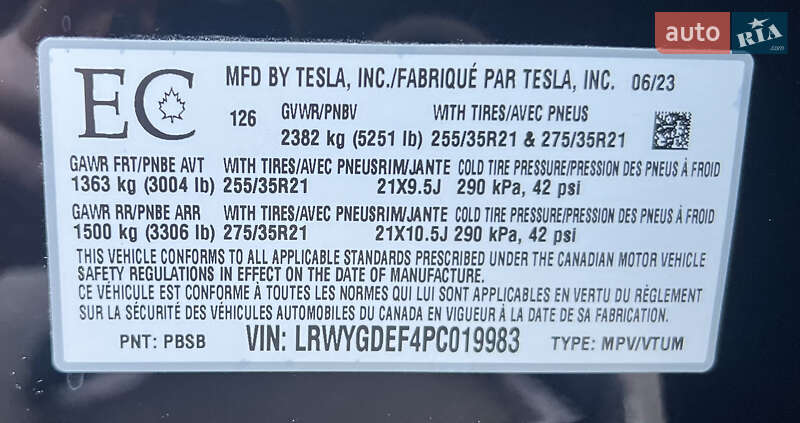 auto RIA.com
EC
MFD BY TESLA, INC./FABRIQUÉ PAR TESLA, INC. 06/23
126 GVWR/PNBV WITH TIRES/AVEC PNEUS
2382 kg (5251 lb) 255/35R21 & 275/35R21
GAWR FRT/PNBE AVT WITH TIRES/AVEC PNEUS RIM/JANTE COLD TIRE PRESSURE/PRESSION DES PNEUS À FROID
1363 kg (3004 lb) 255/35R21 21X9.5J 290 kPa, 42 psi
GAWR RR/PNBE ARR WITH TIRES/AVEC PNEUS RIM/JANTE COLD TIRE PRESSURE/PRESSION DES PNEUS À FROID
1500 kg (3306 lb) 275/35R21 21X10.5J 290 kPa, 42 psi
THIS VEHICLE CONFORMS TO ALL APPLICABLE STANDARDS PRESCRIBED UNDER THE CANADIAN MOTOR VEHICLE
SAFETY REGULATIONS IN EFFECT ON THE DATE OF MANUFACTURE.
CE VÉHICULE EST CONFORME À TOUTES LES NORMES QUI LUI SONT APPLICABLES EN VERTU DU RÈGLEMENT
SUR LA SÉCURITÉ DES VÉHICULES AUTOMOBILES DU CANADA EN VIGUEUR À LA DATE DE SA FABRICATION.
PNT: PBSB VIN: LRWYGDEF4PC019983 TYPE: MPV/VTUM